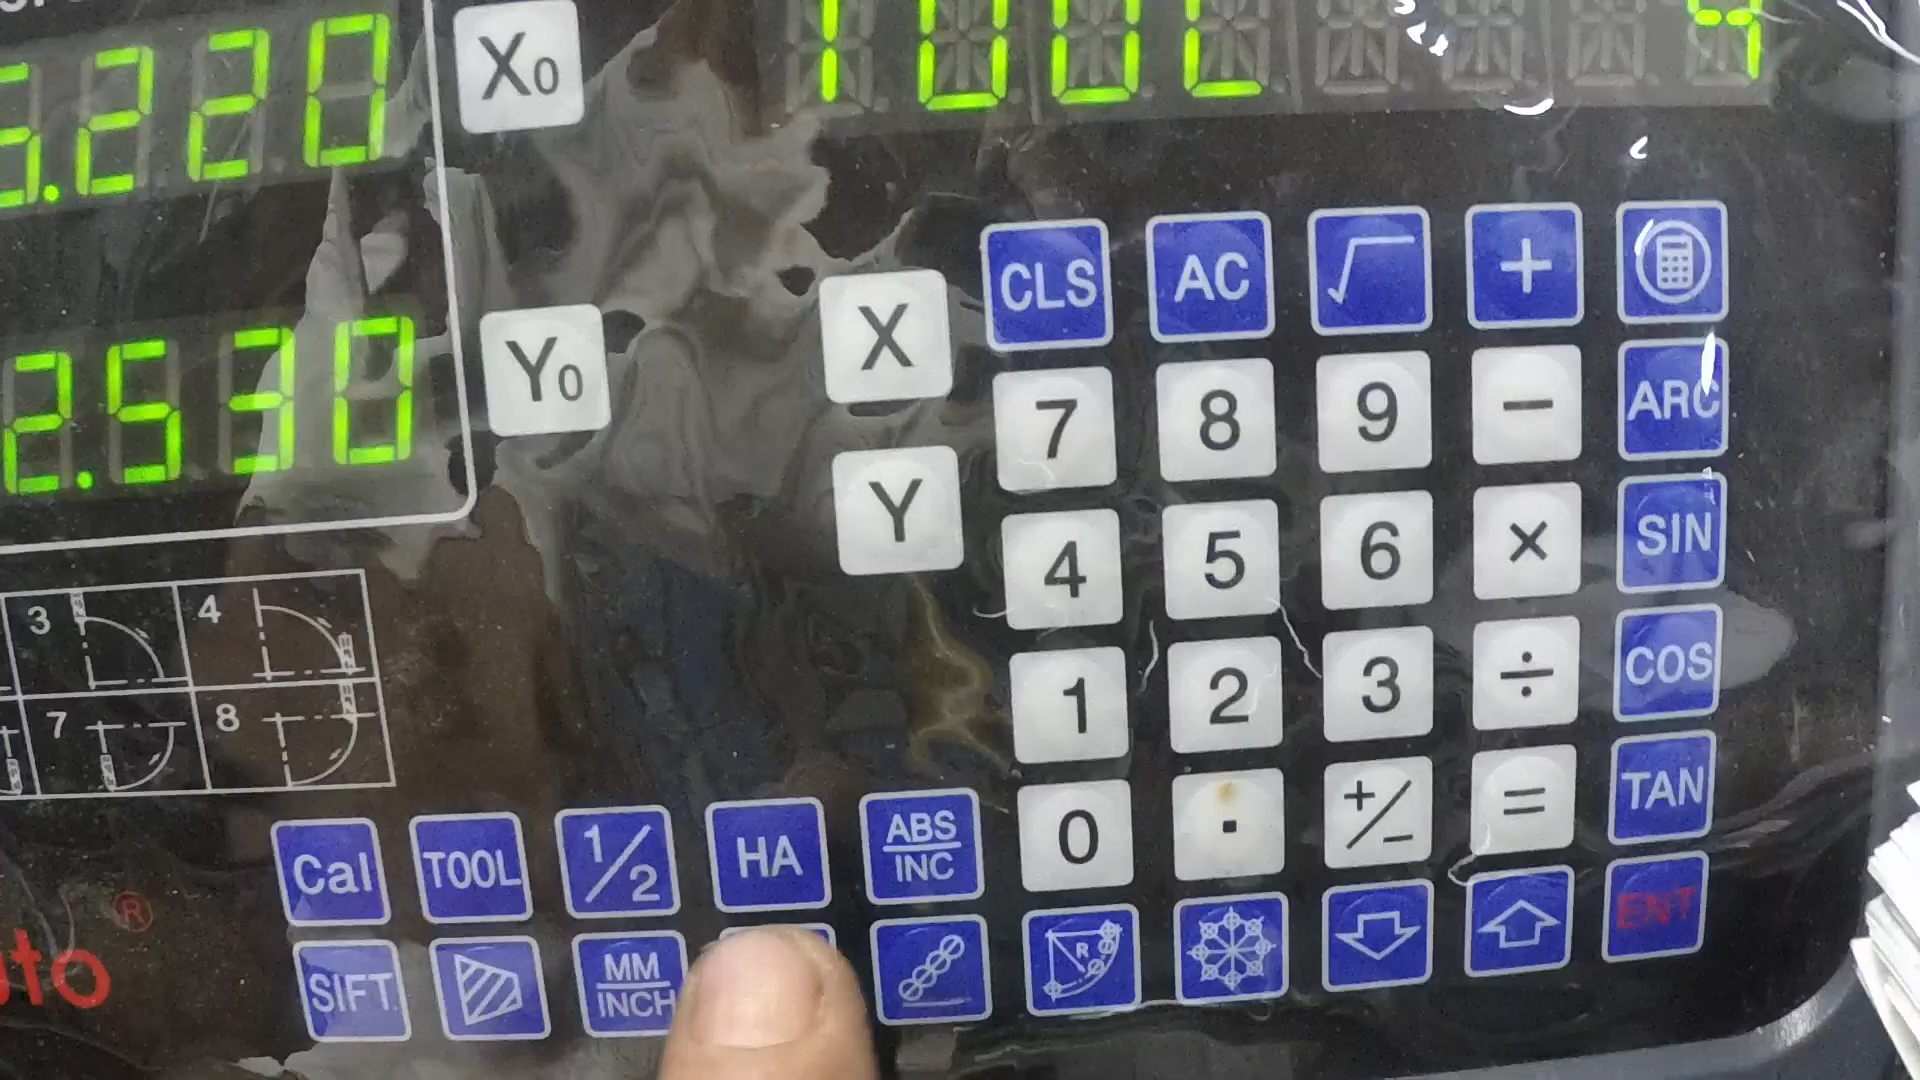 5.220
X0
TOOL 4
2.530
Y0
X
CLS
AC
√
+
7
8
9
−
ARC
Y
4
5
6
×
SIN
1
2
3
÷
COS
0
.
+/−
=
TAN
3
4
7
8
Cal
TOOL
1/2
HA
ABS
INC
SIFT
MM
INCH
R
ENT
uto®